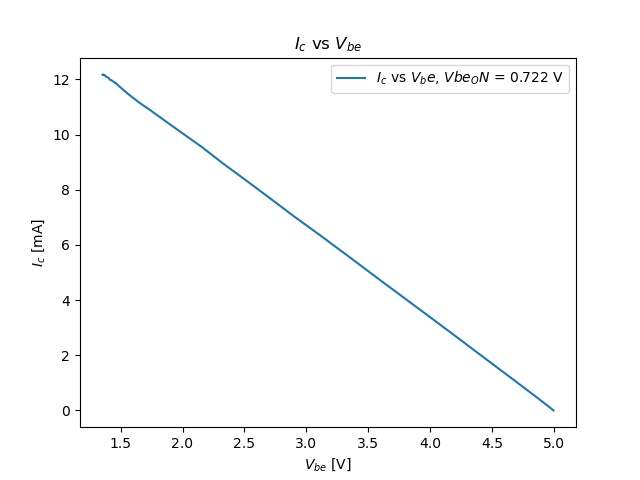 I_c vs V_be
I_c vs V_be, Vbe_ON = 0.722 V
12
10
8
6
4
2
0
I_c [mA]
1.5 2.0 2.5 3.0 3.5 4.0 4.5 5.0
V_be [V]